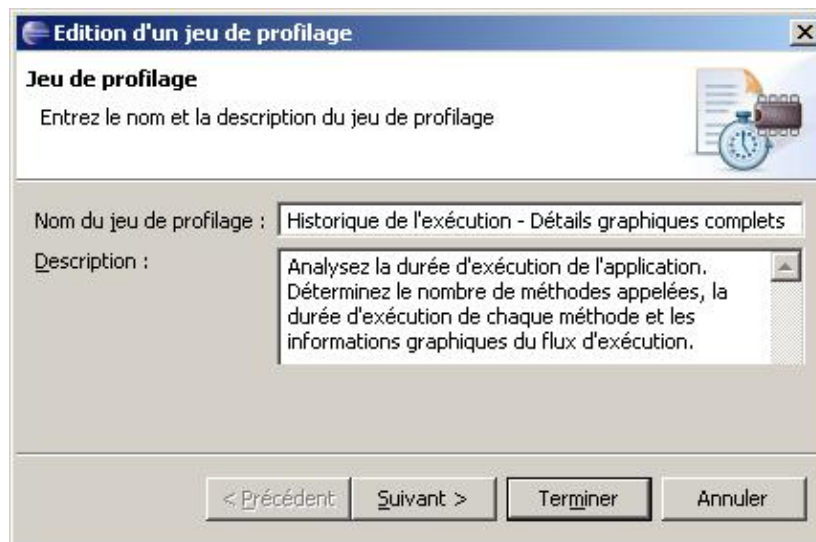 Edition d'un jeu de profilage
Jeu de profilage
Entrez le nom et la description du jeu de profilage
Nom du jeu de profilage : Historique de l'exécution - Détails graphiques complets
Description : Analysez la durée d'exécution de l'application.
Déterminez le nombre de méthodes appelées, la
durée d'exécution de chaque méthode et les
informations graphiques du flux d'exécution.
< Précédent Suivant > Terminer Annuler